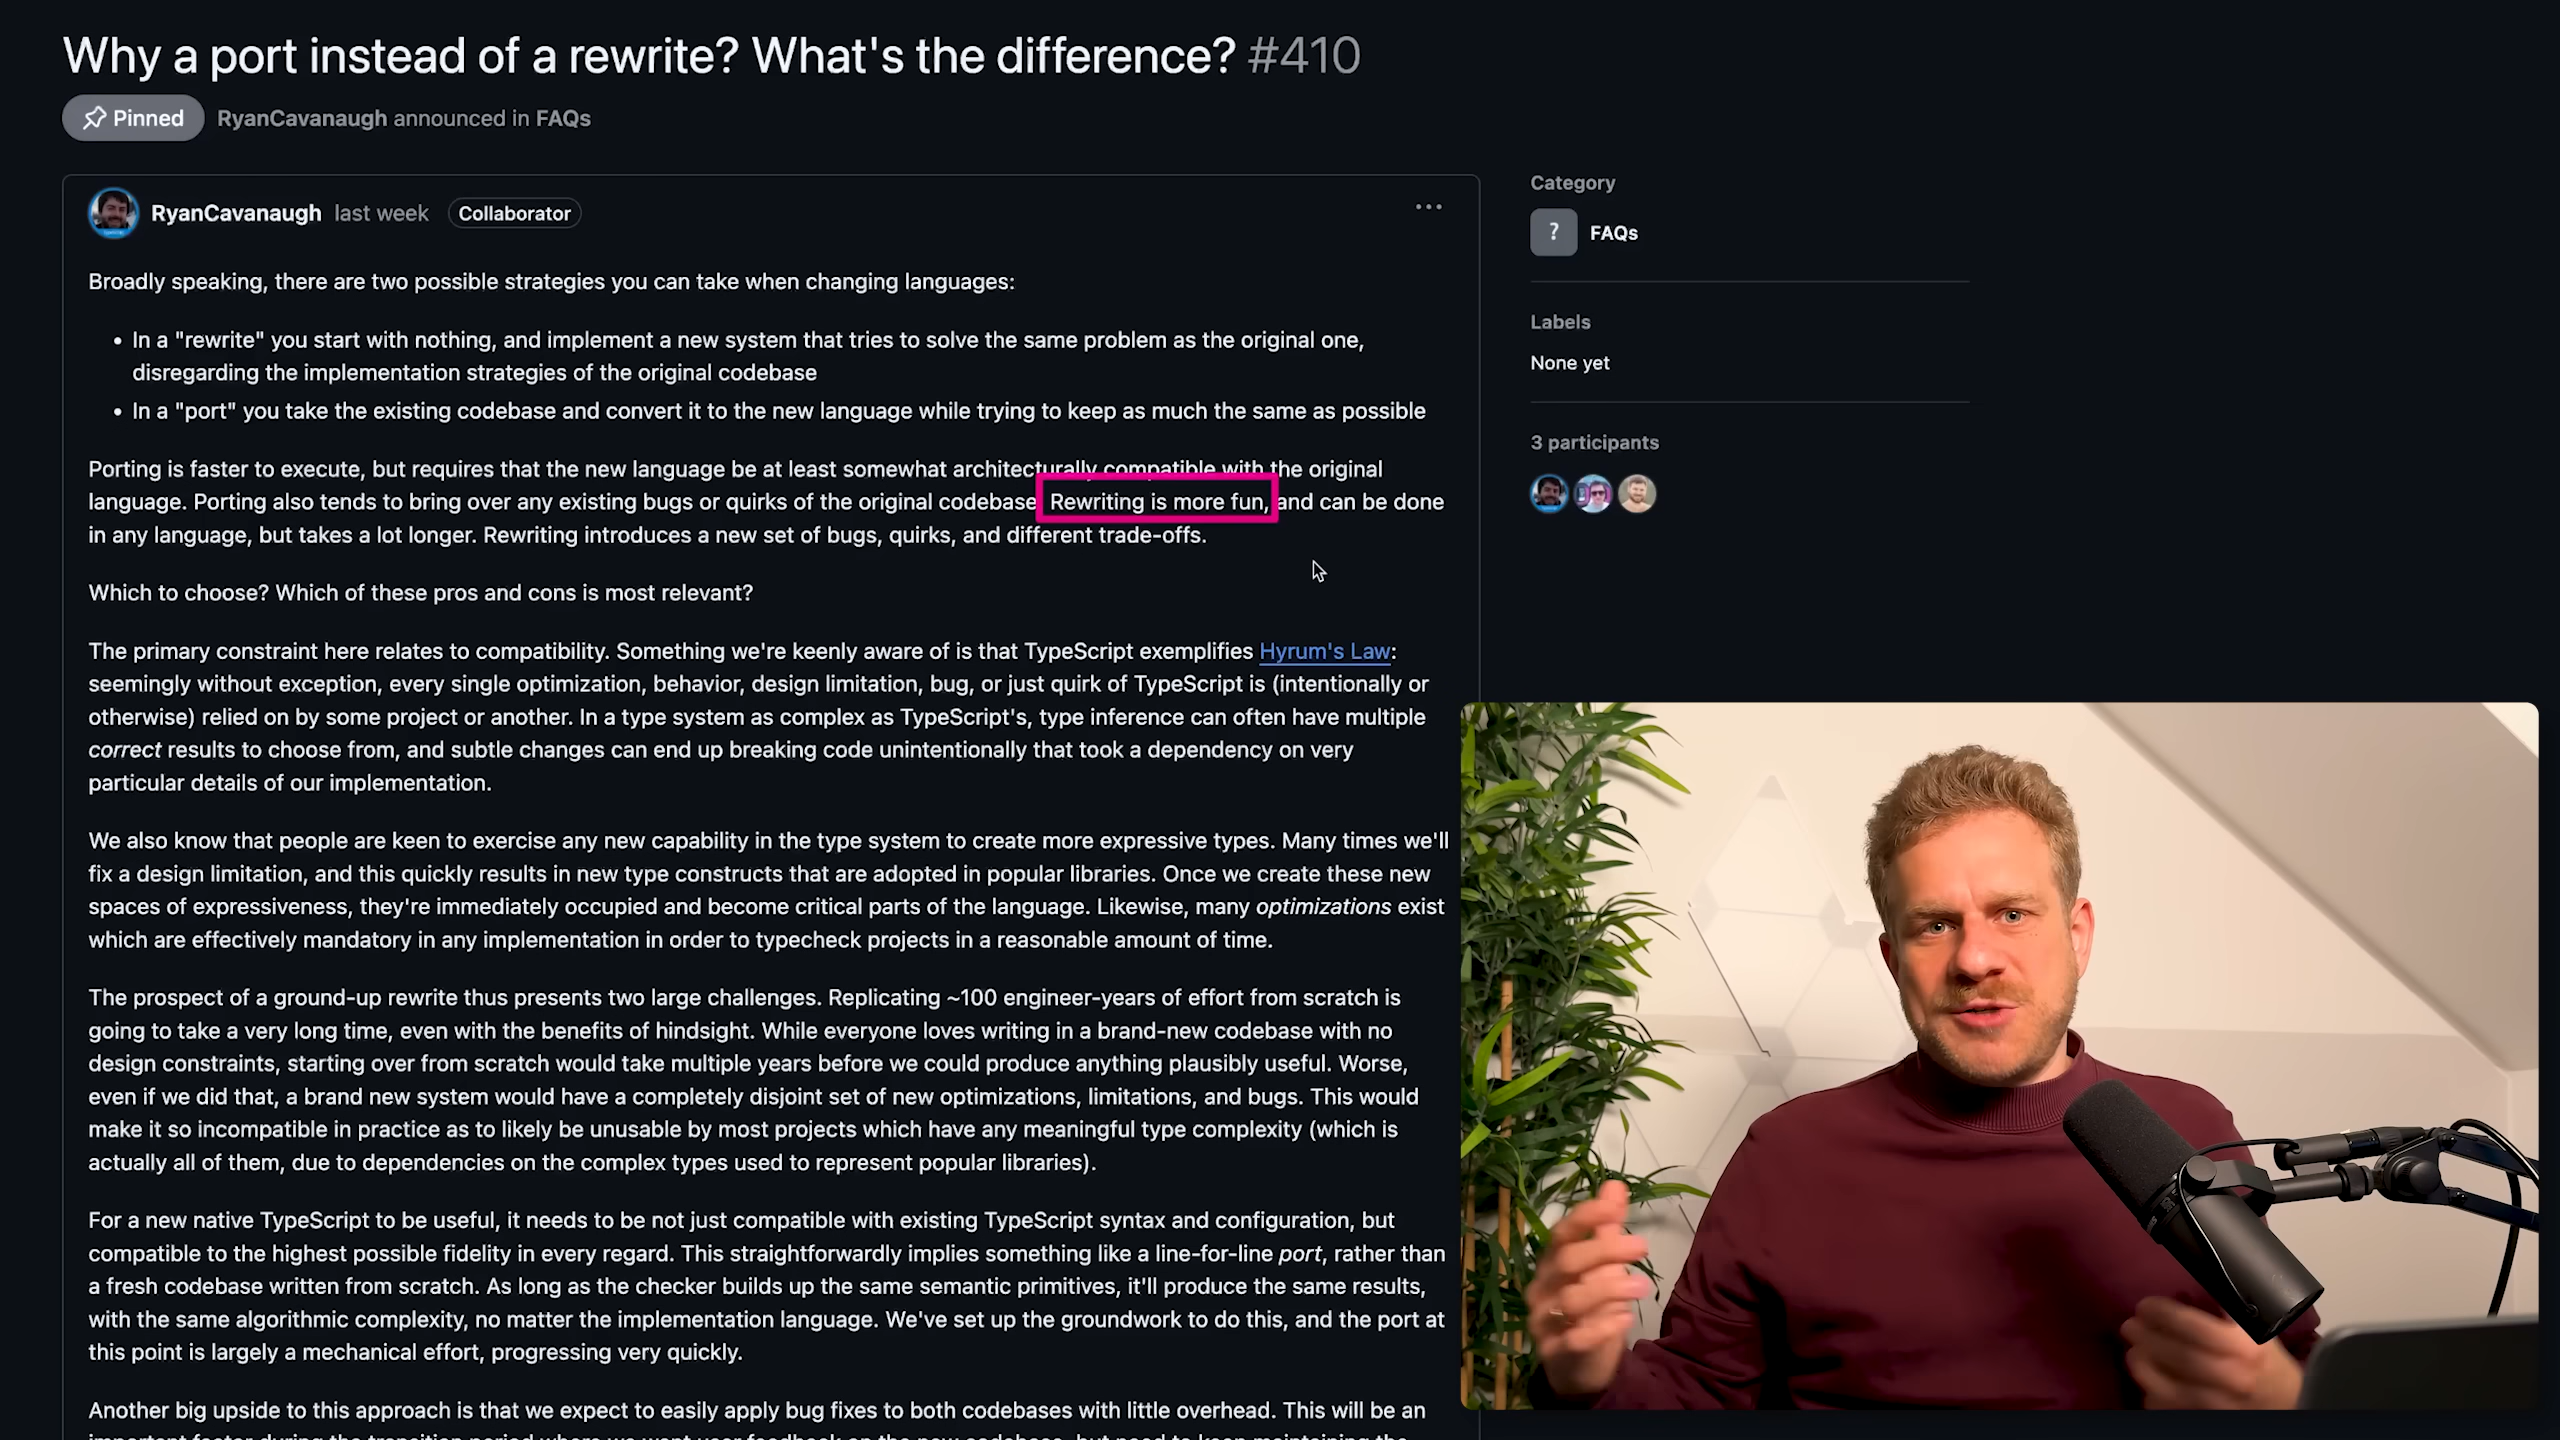 Why a port instead of a rewrite? What's the difference? #410
Pinned
RyanCavanaugh announced in FAQs
RyanCavanaugh last week Collaborator
Broadly speaking, there are two possible strategies you can take when changing languages:
• In a "rewrite" you start with nothing, and implement a new system that tries to solve the same problem as the original one,
disregarding the implementation strategies of the original codebase
• In a "port" you take the existing codebase and convert it to the new language while trying to keep as much the same as possible
Porting is faster to execute, but requires that the new language be at least somewhat architecturally compatible with the original
language. Porting also tends to bring over any existing bugs or quirks of the original codebase Rewriting is more fun, and can be done
in any language, but takes a lot longer. Rewriting introduces a new set of bugs, quirks, and different trade-offs.
Which to choose? Which of these pros and cons is most relevant?
The primary constraint here relates to compatibility. Something we're keenly aware of is that TypeScript exemplifies Hyrum's Law:
seemingly without exception, every single optimization, behavior, design limitation, bug, or just quirk of TypeScript is (intentionally or
otherwise) relied on by some project or another. In a type system as complex as TypeScript's, type inference can often have multiple
correct results to choose from, and subtle changes can end up breaking code unintentionally that took a dependency on very
particular details of our implementation.
We also know that people are keen to exercise any new capability in the type system to create more expressive types. Many times we'll
fix a design limitation, and this quickly results in new type constructs that are adopted in popular libraries. Once we create these new
spaces of expressiveness, they're immediately occupied and become critical parts of the language. Likewise, many optimizations exist
which are effectively mandatory in any implementation in order to typecheck projects in a reasonable amount of time.
The prospect of a ground-up rewrite thus presents two large challenges. Replicating ~100 engineer-years of effort from scratch is
going to take a very long time, even with the benefits of hindsight. While everyone loves writing in a brand-new codebase with no
design constraints, starting over from scratch would take multiple years before we could produce anything plausibly useful. Worse,
even if we did that, a brand new system would have a completely disjoint set of new optimizations, limitations, and bugs. This would
make it so incompatible in practice as to likely be unusable by most projects which have any meaningful type complexity (which is
actually all of them, due to dependencies on the complex types used to represent popular libraries).
For a new native TypeScript to be useful, it needs to be not just compatible with existing TypeScript syntax and configuration, but
compatible to the highest possible fidelity in every regard. This straightforwardly implies something like a line-for-line port, rather than
a fresh codebase written from scratch. As long as the checker builds up the same semantic primitives, it'll produce the same results,
with the same algorithmic complexity, no matter the implementation language. We've set up the groundwork to do this, and the port at
this point is largely a mechanical effort, progressing very quickly.
Another big upside to this approach is that we expect to easily apply bug fixes to both codebases with little overhead. This will be an
Category
? FAQs
Labels
None yet
3 participants